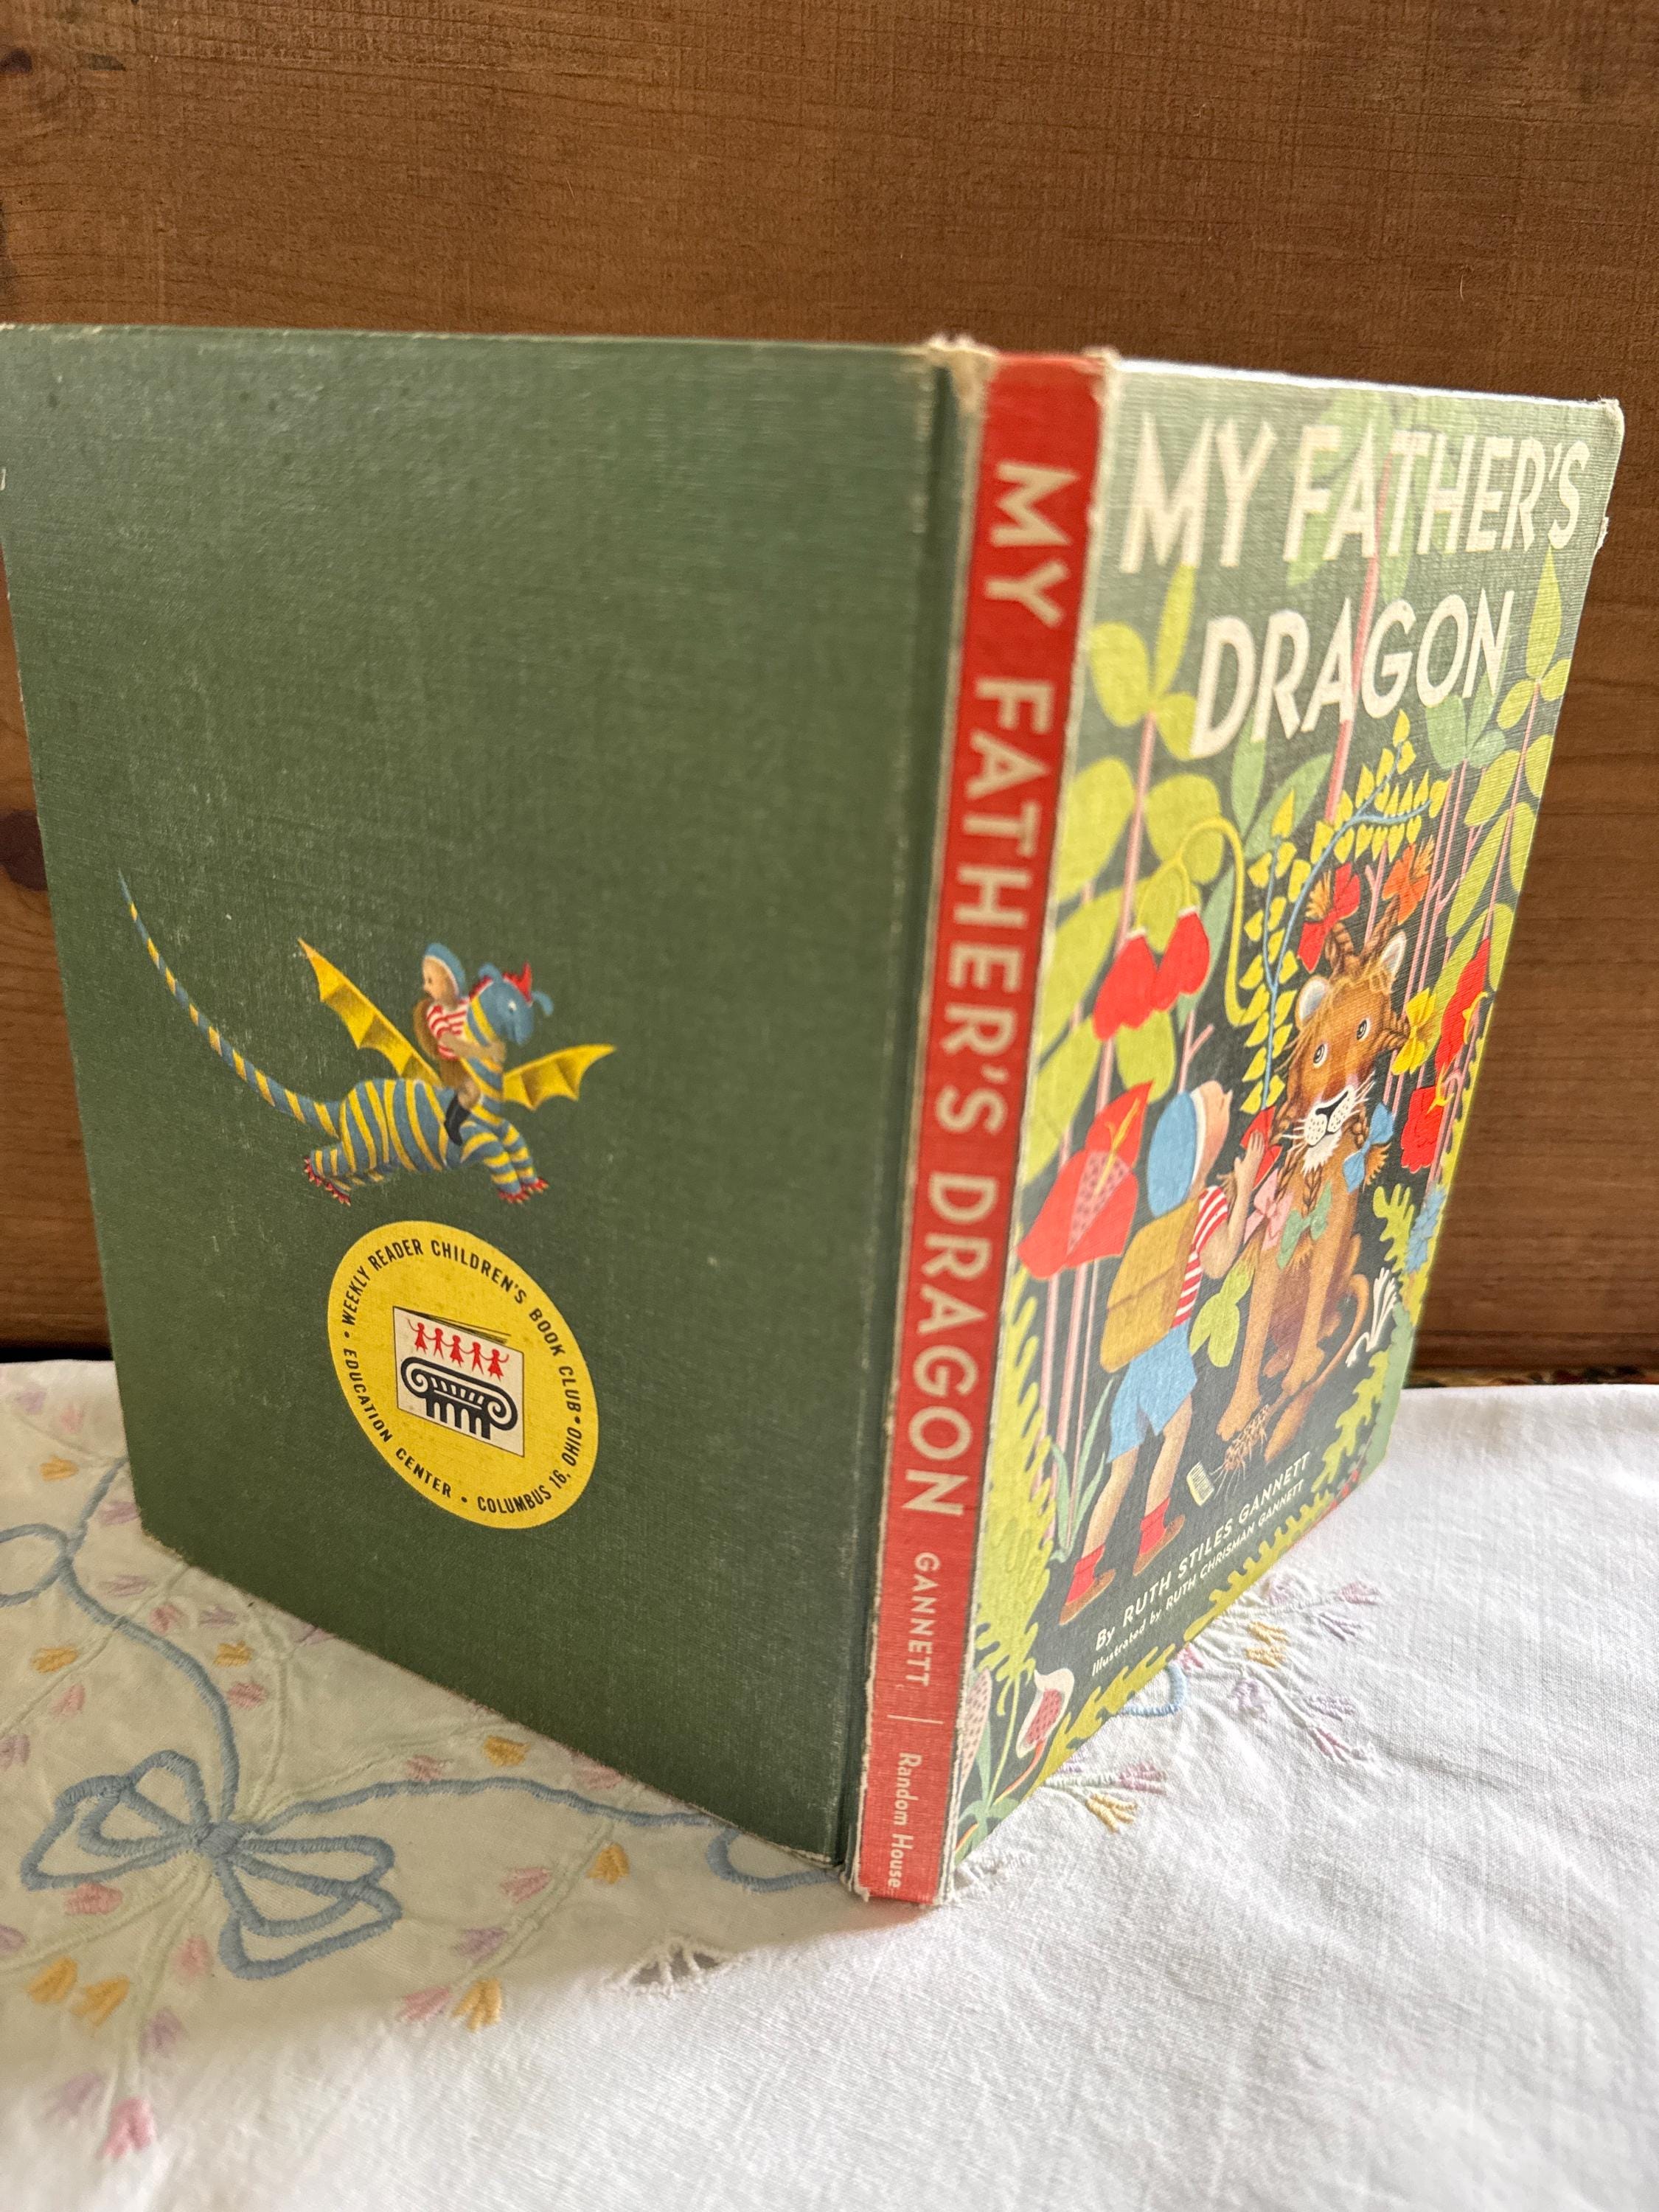 WEEKLY READER CHILDREN'S BOOK CLUB • EDUCATION CENTER • COLUMBUS 16, OHIO •
MY FATHER'S DRAGON GANNETT | Random House
MY FATHER'S
DRAGON
By RUTH STILES GANNETT
Illustrated by RUTH CHRISMAN GANNETT